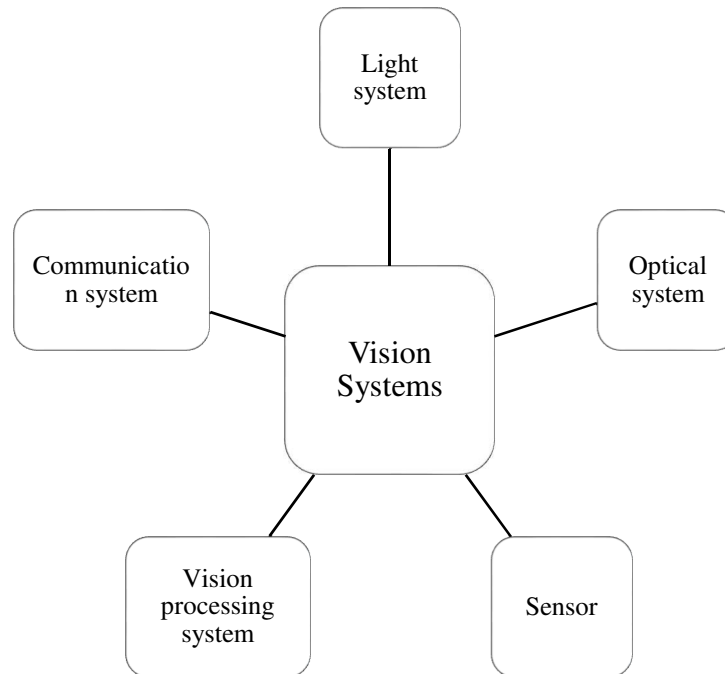 Light
system
Communicatio
n system
Optical
system
Vision
Systems
Vision
processing
system
Sensor